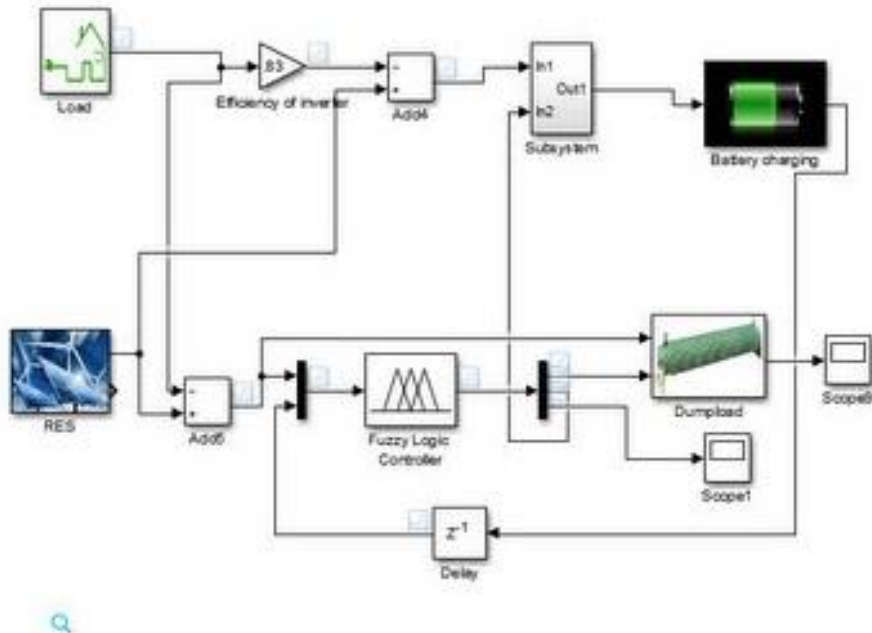 Load
.83
Efficiency of inverter
-
+
Add4
In1
In2
Out1
Subsystem
Battery charging
RES
-
+
Add5
Fuzzy Logic
Controller
Dumpload
Scope1
Z-1
Delay